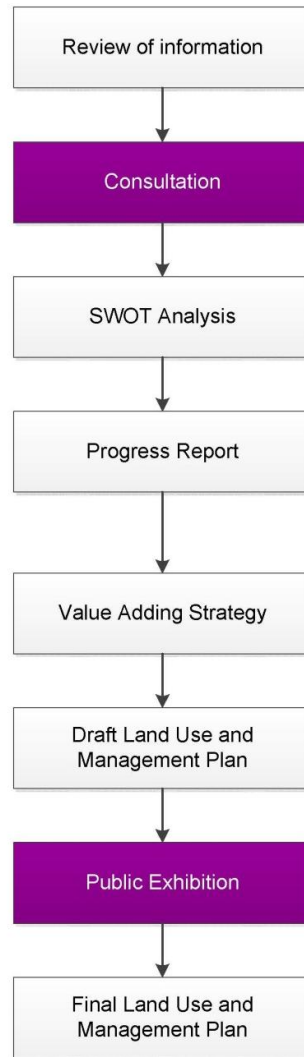 Review of information
Consultation
SWOT Analysis
Progress Report
Value Adding Strategy
Draft Land Use and
Management Plan
Public Exhibition
Final Land Use and
Management Plan